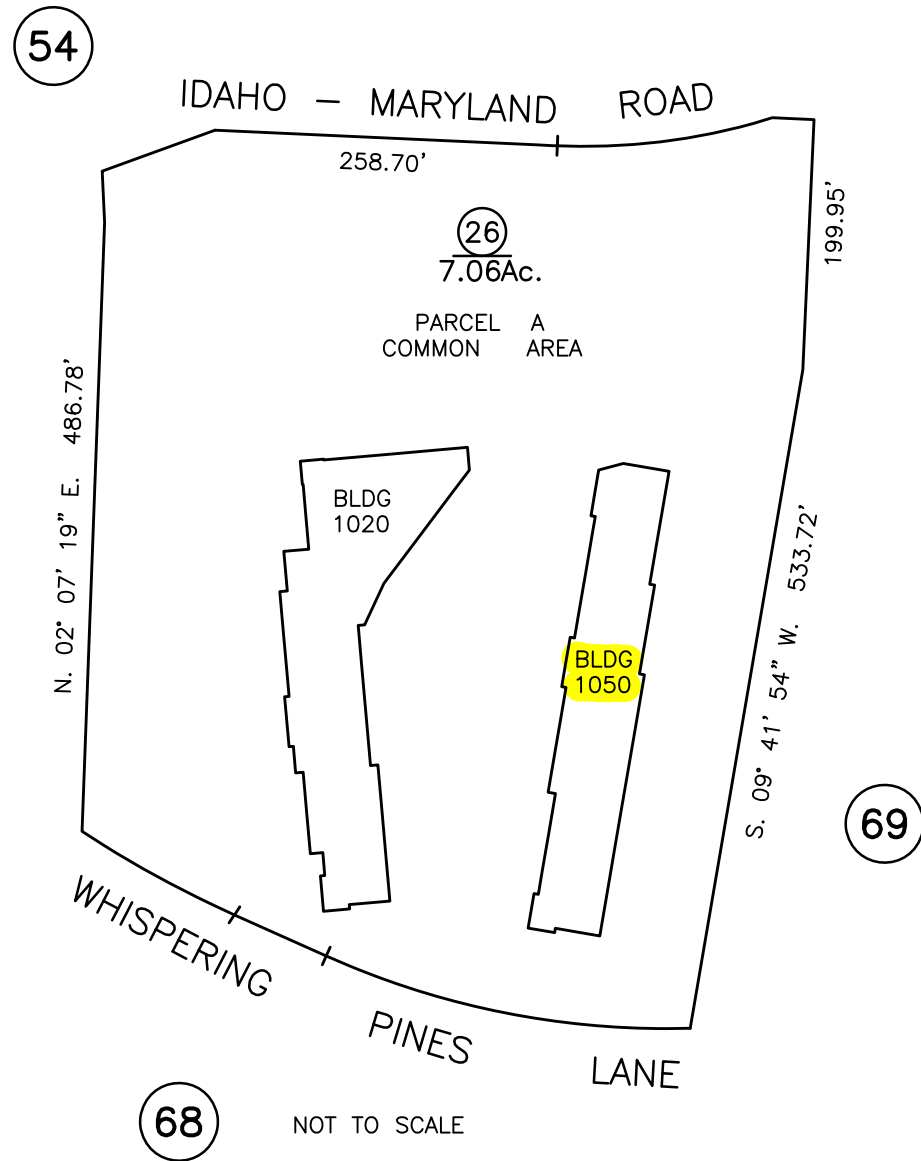 54
IDAHO - MARYLAND ROAD
258.70'
199.95'
26
7.06Ac.
PARCEL A
COMMON AREA
N. 02° 07' 19" E. 486.78'
BLDG
1020
BLDG
1050
S. 09° 41' 54" W. 533.72'
69
WHISPERING PINES LANE
68
NOT TO SCALE